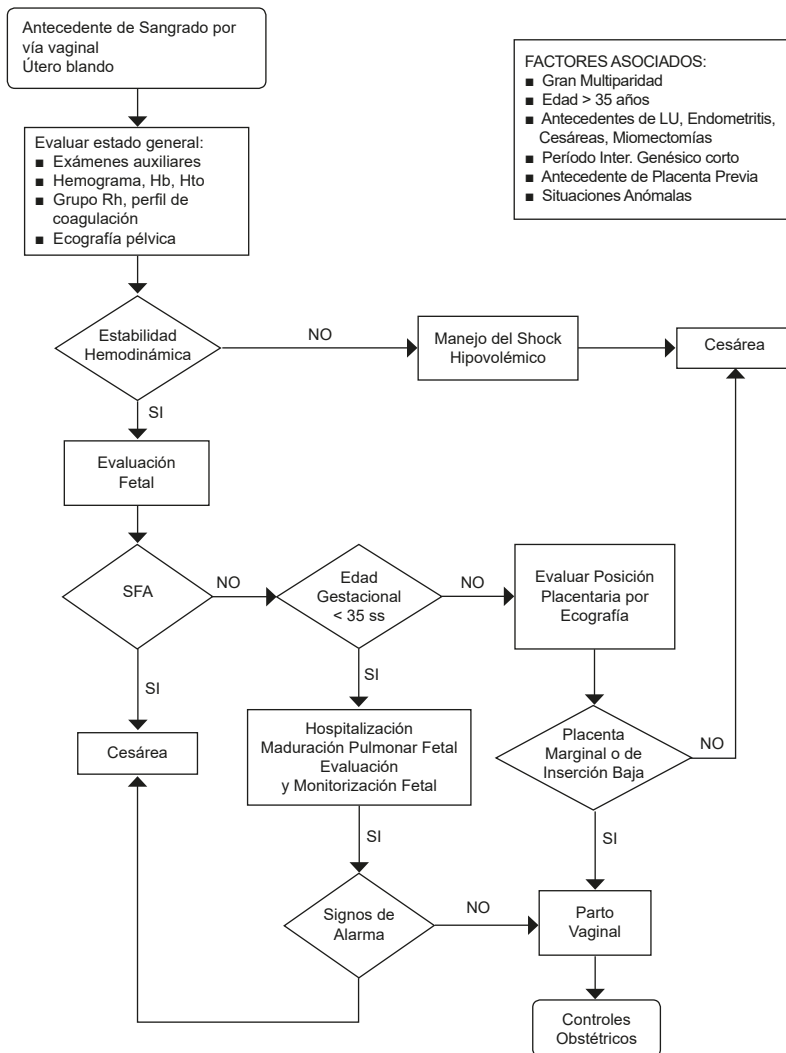 Antecedente de Sangrado por
vía vaginal
Útero blando
FACTORES ASOCIADOS:
■ Gran Multiparidad
■ Edad > 35 años
■ Antecedentes de LU, Endometritis,
Cesáreas, Miomectomías
■ Período Inter. Genésico corto
■ Antecedente de Placenta Previa
■ Situaciones Anómalas
Evaluar estado general:
■ Exámenes auxiliares
■ Hemograma, Hb, Hto
■ Grupo Rh, perfil de
coagulación
■ Ecografía pélvica
Estabilidad
Hemodinámica
NO
Manejo del Shock
Hipovolémico
Cesárea
SI
Evaluación
Fetal
SFA
NO
Edad
Gestacional
< 35 ss
NO
Evaluar Posición
Placentaria por
Ecografía
SI
SI
Cesárea
Hospitalización
Maduración Pulmonar Fetal
Evaluación
y Monitorización Fetal
Placenta
Marginal o de
Inserción Baja
NO
SI
SI
Signos de
Alarma
NO
Parto
Vaginal
Controles
Obstétricos